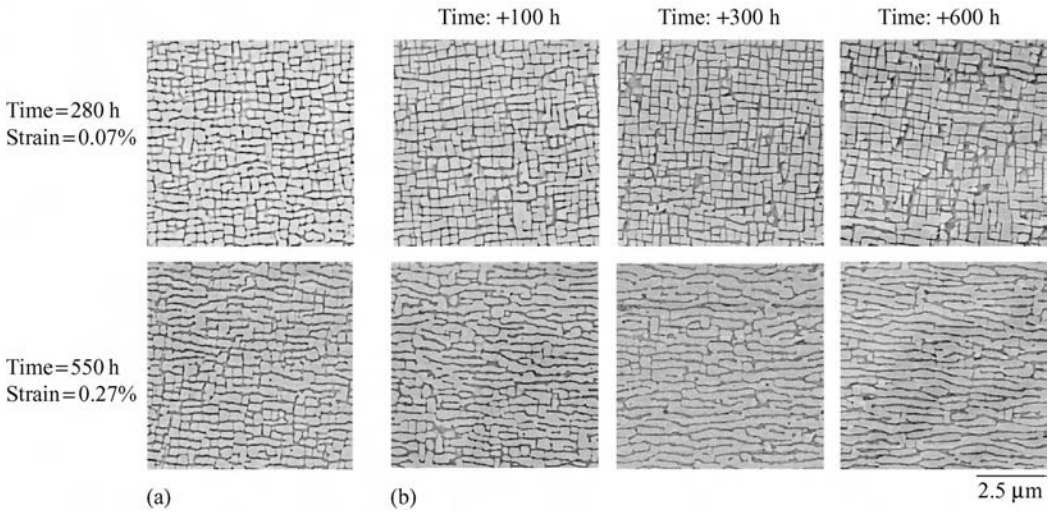 Time: +100 h
Time: +300 h
Time: +600 h
Time=280 h
Strain=0.07%
Time=550 h
Strain=0.27%
(a)
(b)
2.5 μm